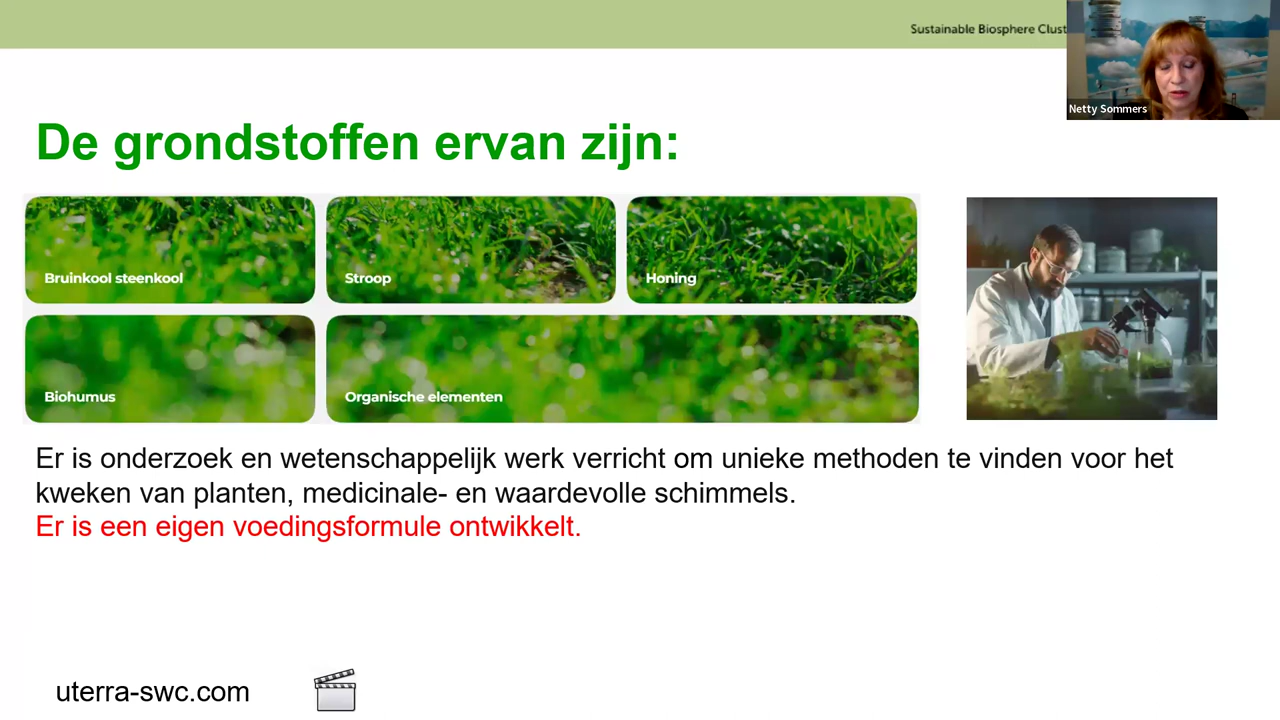 Sustainable Biosphere Clust
Netty Sommers
De grondstoffen ervan zijn:
Bruinkool steenkool
Stroop
Honing
Biohumus
Organische elementen
Er is onderzoek en wetenschappelijk werk verricht om unieke methoden te vinden voor het
kweken van planten, medicinale- en waardevolle schimmels.
Er is een eigen voedingsformule ontwikkelt.
uterra-swc.com